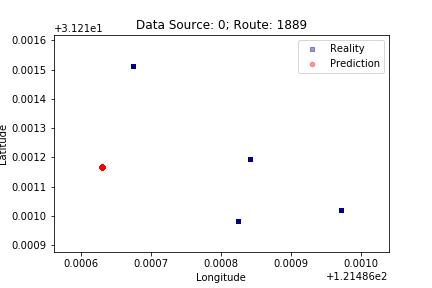 Data Source: 0; Route: 1889
+3.121e1
Reality
Prediction
0.0016
0.0015
0.0014
0.0013
0.0012
0.0011
0.0010
0.0009
Latitude
0.0006 0.0007 0.0008 0.0009 0.0010
Longitude
+1.21486e2